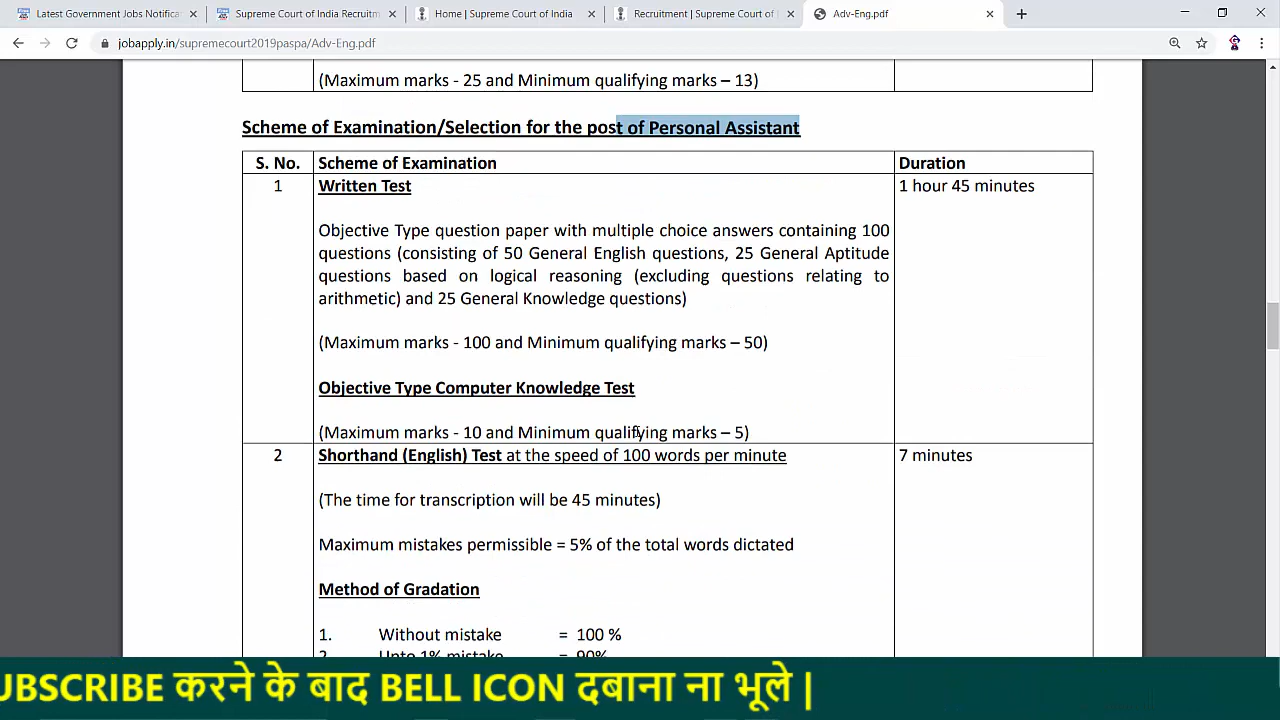 Latest Government Jobs Notifica
Supreme Court of India Recruitm
Home | Supreme Court of India
Recruitment | Supreme Court of I
Adv-Eng.pdf
jobapply.in/supremecourt2019paspa/Adv-Eng.pdf
(Maximum marks - 25 and Minimum qualifying marks – 13)
Scheme of Examination/Selection for the post of Personal Assistant
S. No. Scheme of Examination Duration
1 Written Test 1 hour 45 minutes
Objective Type question paper with multiple choice answers containing 100
questions (consisting of 50 General English questions, 25 General Aptitude
questions based on logical reasoning (excluding questions relating to
arithmetic) and 25 General Knowledge questions)
(Maximum marks - 100 and Minimum qualifying marks – 50)
Objective Type Computer Knowledge Test
(Maximum marks - 10 and Minimum qualifying marks – 5)
2 Shorthand (English) Test at the speed of 100 words per minute 7 minutes
(The time for transcription will be 45 minutes)
Maximum mistakes permissible = 5% of the total words dictated
Method of Gradation
1. Without mistake = 100 %
2. Upto 1% mistake = 90%
UBSCRIBE करने के बाद BELL ICON दबाना ना भूले |